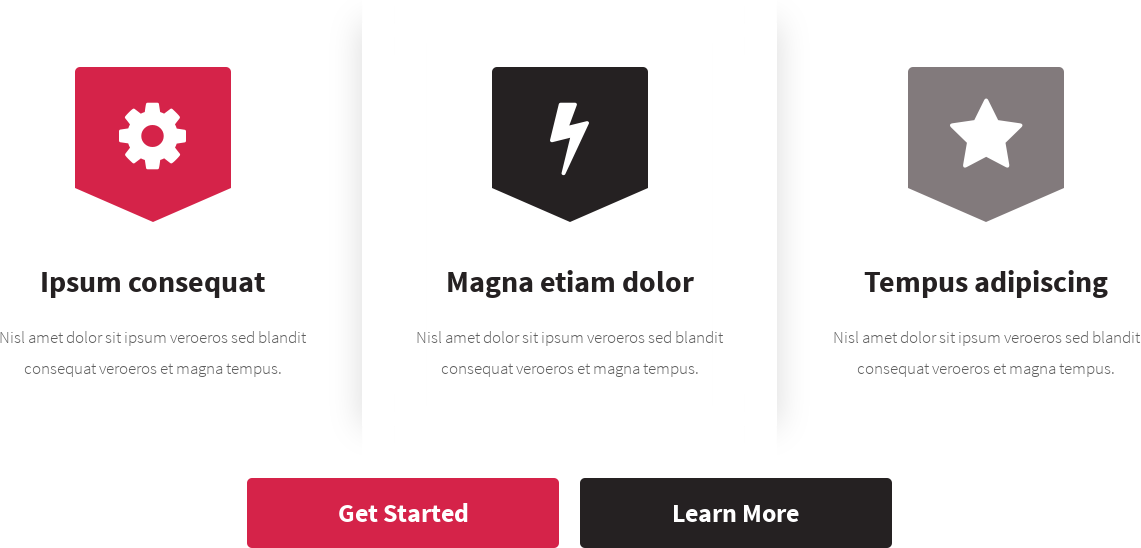 Ipsum consequat
Nisl amet dolor sit ipsum veroeros sed blandit
consequat veroeros et magna tempus.
Magna etiam dolor
Nisl amet dolor sit ipsum veroeros sed blandit
consequat veroeros et magna tempus.
Tempus adipiscing
Nisl amet dolor sit ipsum veroeros sed blandit
consequat veroeros et magna tempus.
Get Started
Learn More